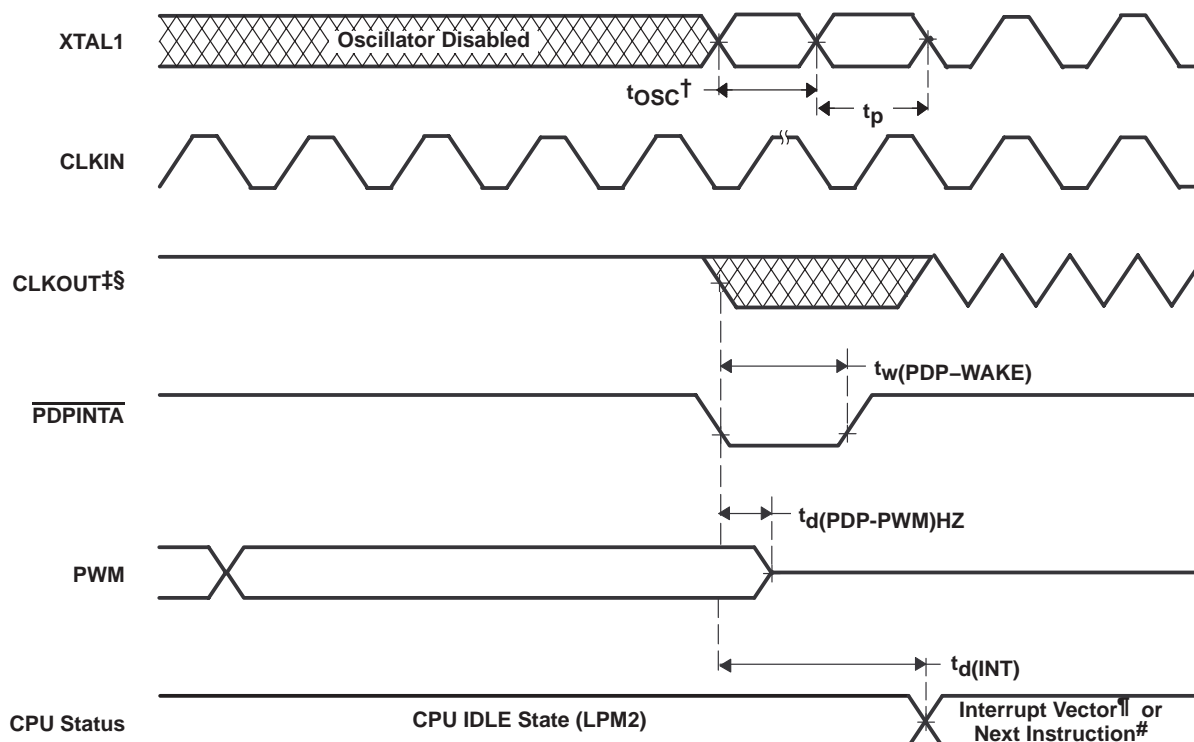 XTAL1
Oscillator Disabled
tOSC†
tp
CLKIN
CLKOUT‡§
tw(PDP–WAKE)
PDPINTA
td(PDP-PWM)HZ
PWM
td(INT)
CPU Status
CPU IDLE State (LPM2)
Interrupt Vector¶ or
Next Instruction#